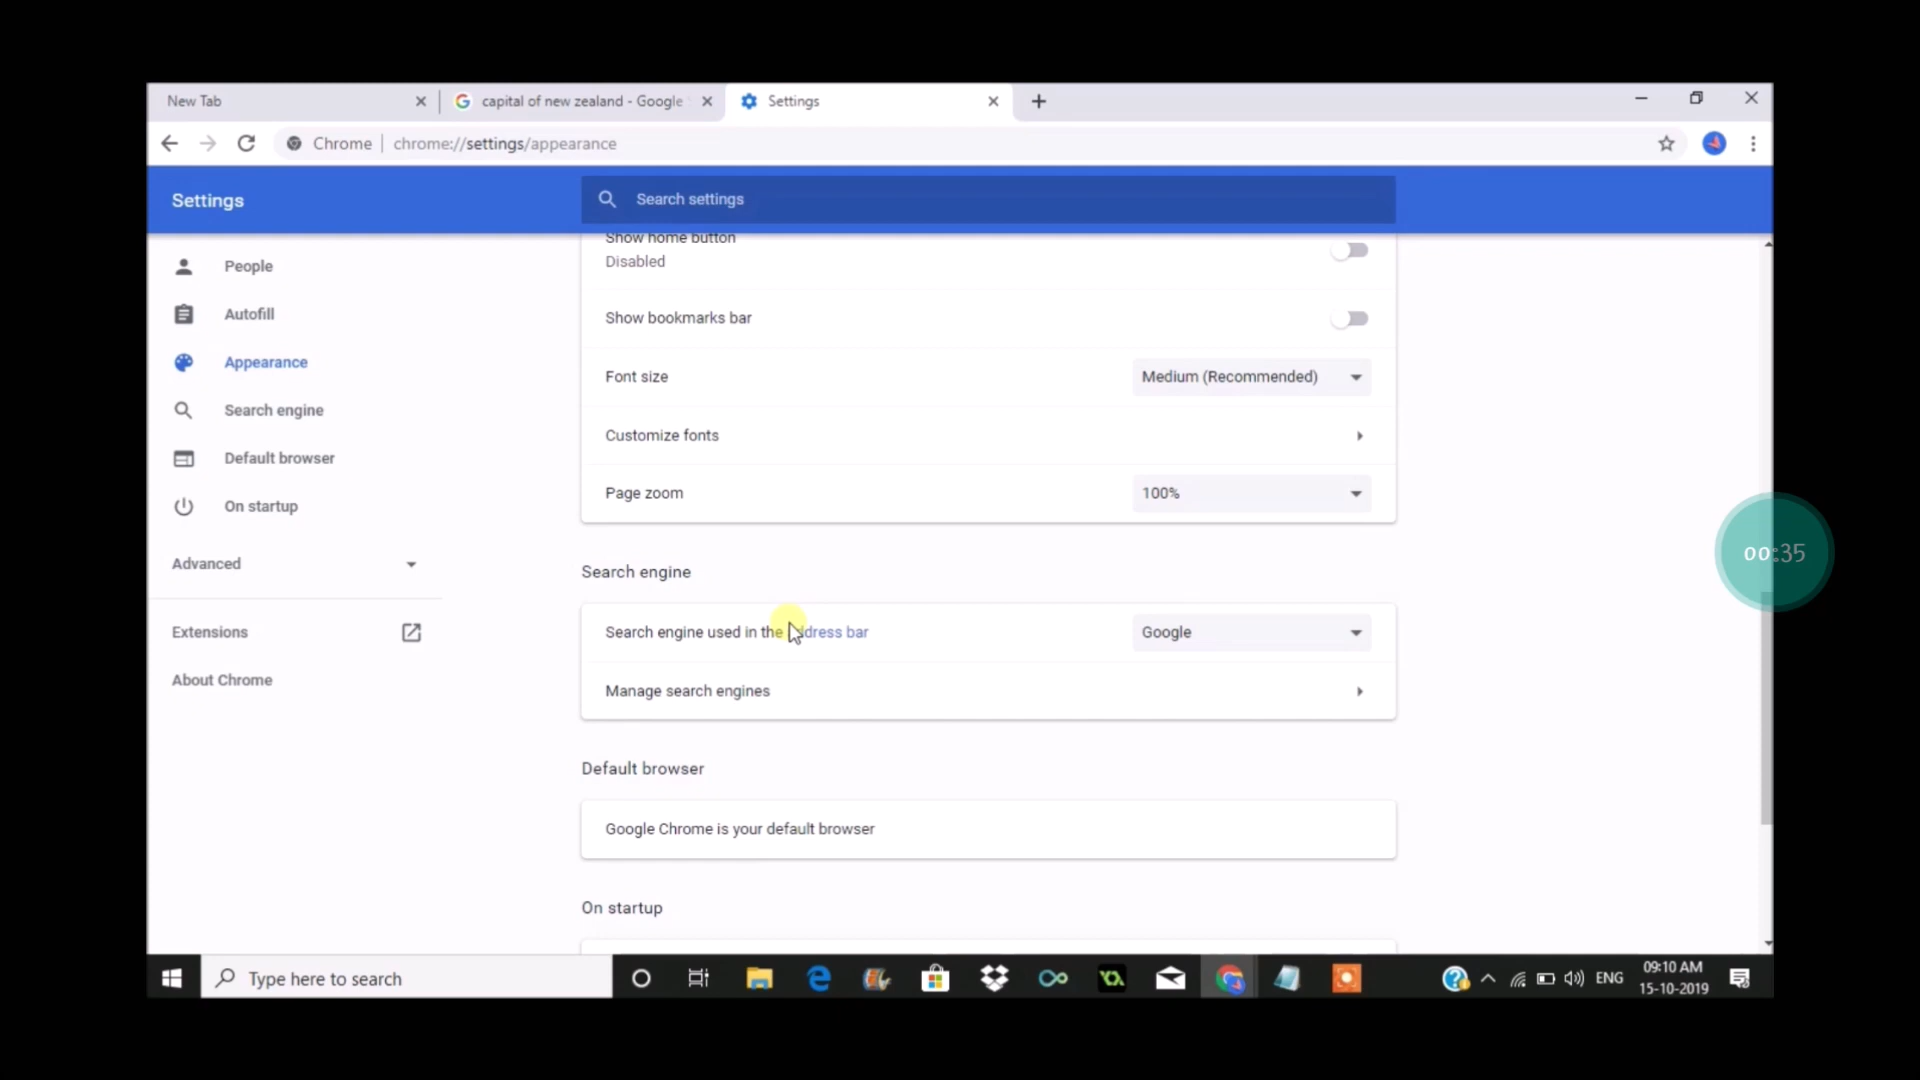 New Tab
capital of new zealand - Google
Settings
Chrome
chrome://settings/appearance
Settings
Search settings
People
Autofill
Appearance
Search engine
Default browser
On startup
Advanced
Extensions
About Chrome
Show home button
Disabled
Show bookmarks bar
Font size
Medium (Recommended)
Customize fonts
Page zoom
100%
Search engine
Search engine used in the address bar
Google
Manage search engines
Default browser
Google Chrome is your default browser
On startup
00:35
Type here to search
ENG
09:10 AM
15-10-2019